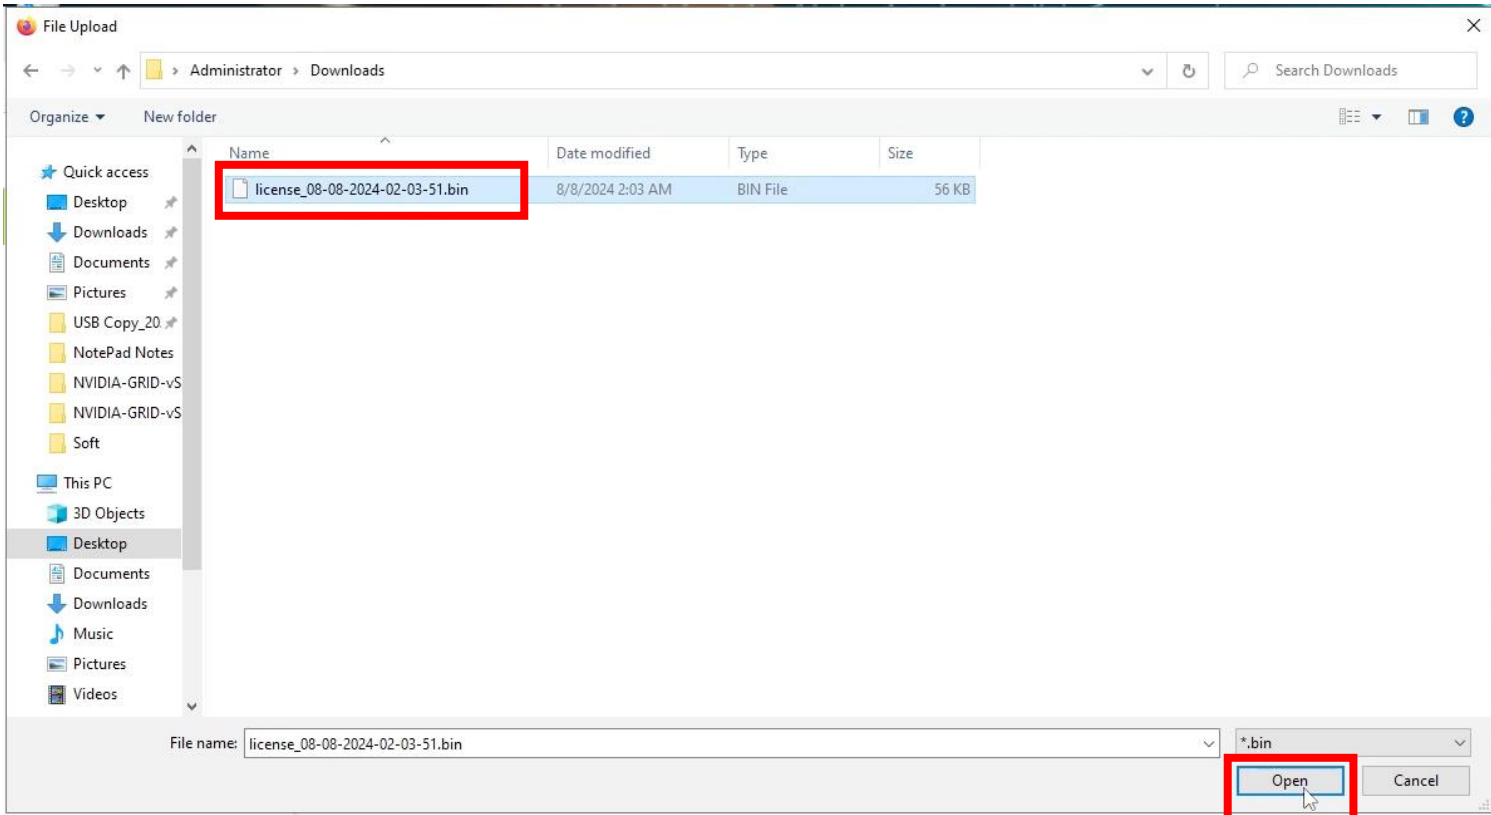 File Upload
Administrator > Downloads
Search Downloads
Organize
New folder
Name
Date modified
Type
Size
license_08-08-2024-02-03-51.bin
8/8/2024 2:03 AM
BIN File
56 KB
Quick access
Desktop
Downloads
Documents
Pictures
USB Copy_20
NotePad Notes
NVIDIA-GRID-vS
NVIDIA-GRID-vS
Soft
This PC
3D Objects
Desktop
Documents
Downloads
Music
Pictures
Videos
File name: license_08-08-2024-02-03-51.bin
*.bin
Open
Cancel